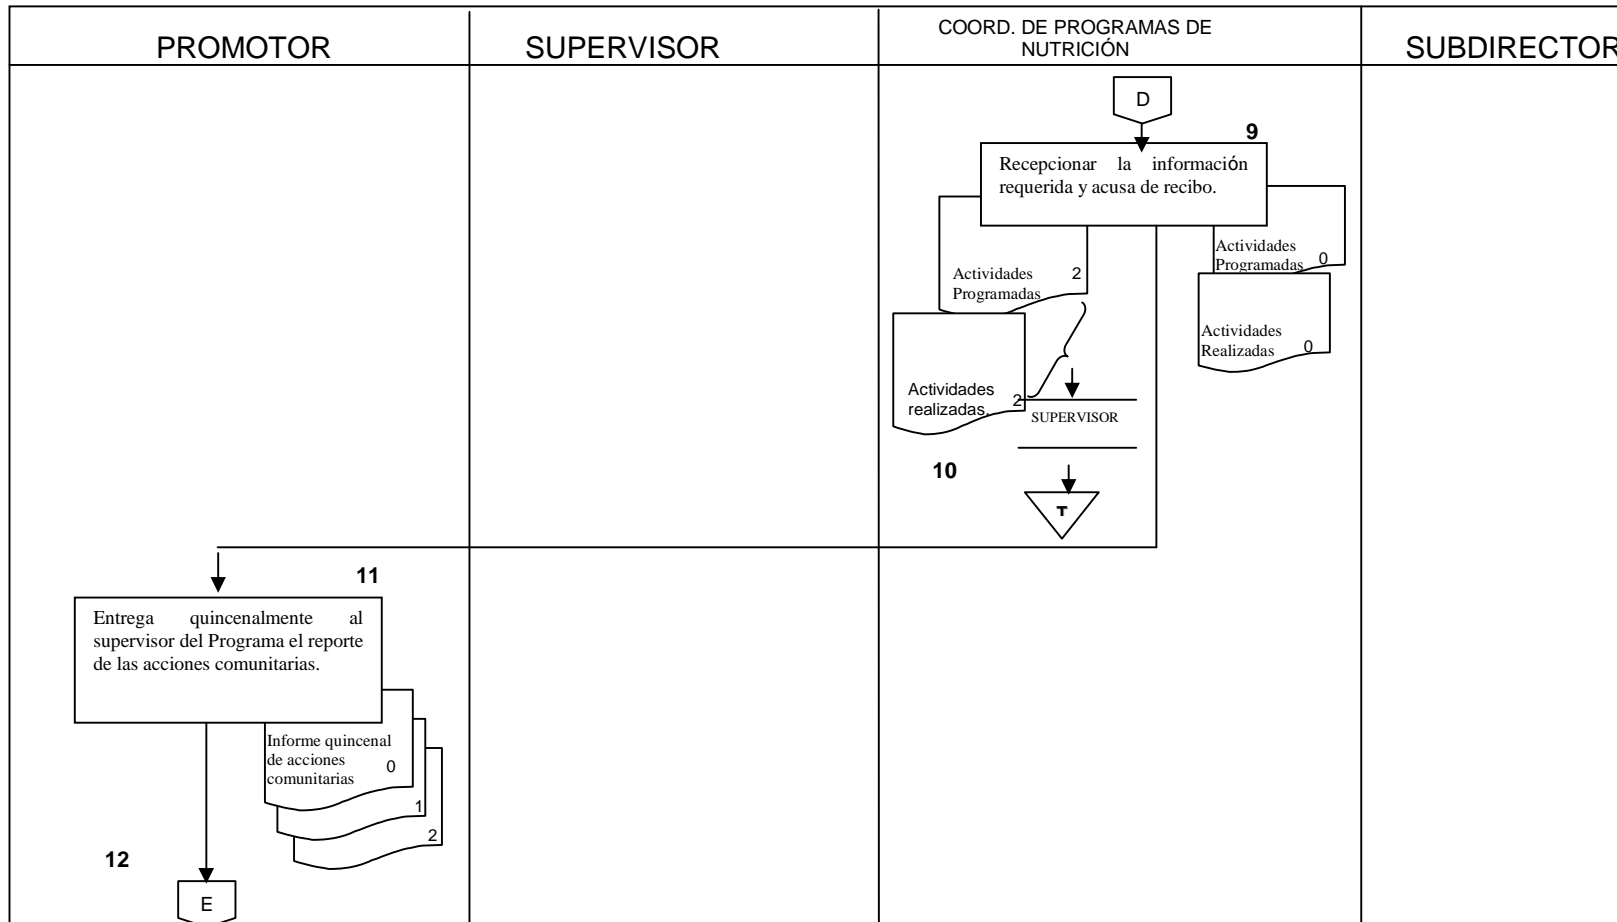 PROMOTOR
SUPERVISOR
COORD. DE PROGRAMAS DE
NUTRICIÓN
SUBDIRECTOR
D
9
Recepcionar la información
requerida y acusa de recibo.
Actividades
Programadas 0
Actividades 2
Programadas
Actividades
Realizadas 0
Actividades
realizadas. 2
SUPERVISOR
10
T
11
Entrega quincenalmente al
supervisor del Programa el reporte
de las acciones comunitarias.
Informe quincenal
de acciones 0
comunitarias
1
2
12
E